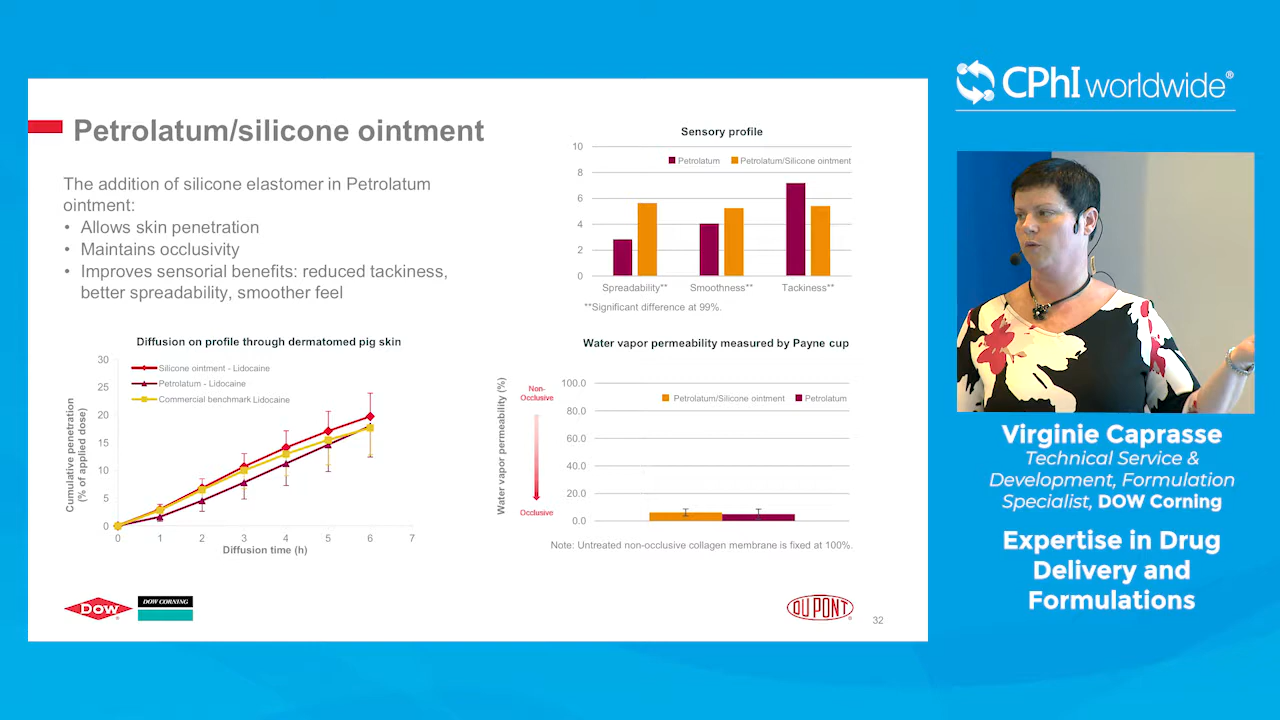 Petrolatum/silicone ointment
The addition of silicone elastomer in Petrolatum
ointment:
• Allows skin penetration
• Maintains occlusivity
• Improves sensorial benefits: reduced tackiness,
better spreadability, smoother feel
Sensory profile
10
8
6
4
2
0
Petrolatum
Petrolatum/Silicone ointment
Spreadability**
Smoothness**
Tackiness**
**Significant difference at 99%.
Diffusion on profile through dermatomed pig skin
Cumulative penetration
(% of applied dose)
30
25
20
15
10
5
0
Silicone ointment - Lidocaine
Petrolatum - Lidocaine
Commercial benchmark Lidocaine
0 1 2 3 4 5 6 7
Diffusion time (h)
Water vapor permeability measured by Payne cup
Water vapor permeability (%)
Non-
Occlusive
Occlusive
100.0
80.0
60.0
40.0
20.0
0.0
Petrolatum/Silicone ointment
Petrolatum
Note: Untreated non-occlusive collagen membrane is fixed at 100%.
DOW®
DOW CORNING
DUPONT®
32
CPhI worldwide®
Virginie Caprasse
Technical Service &
Development, Formulation
Specialist, DOW Corning
Expertise in Drug
Delivery and
Formulations